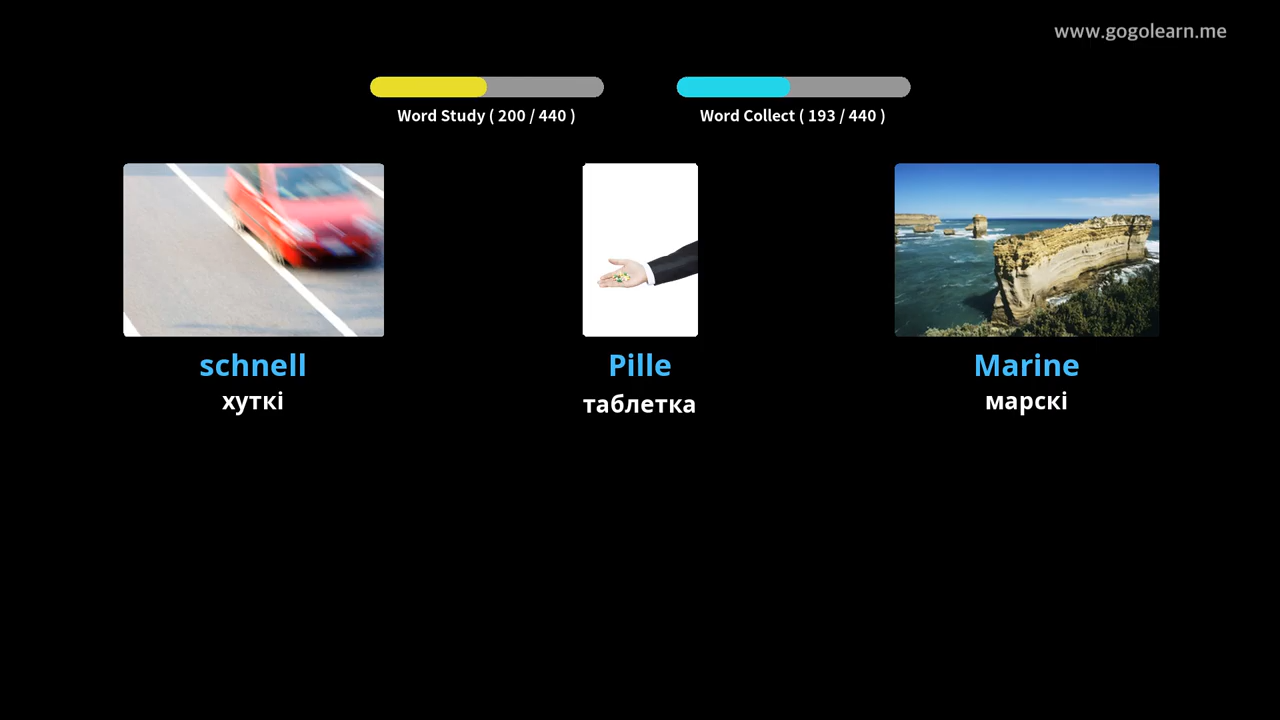 www.gogolearn.me
Word Study ( 200 / 440 )
Word Collect ( 193 / 440 )
schnell
хуткі
Pille
таблетка
Marine
марскі